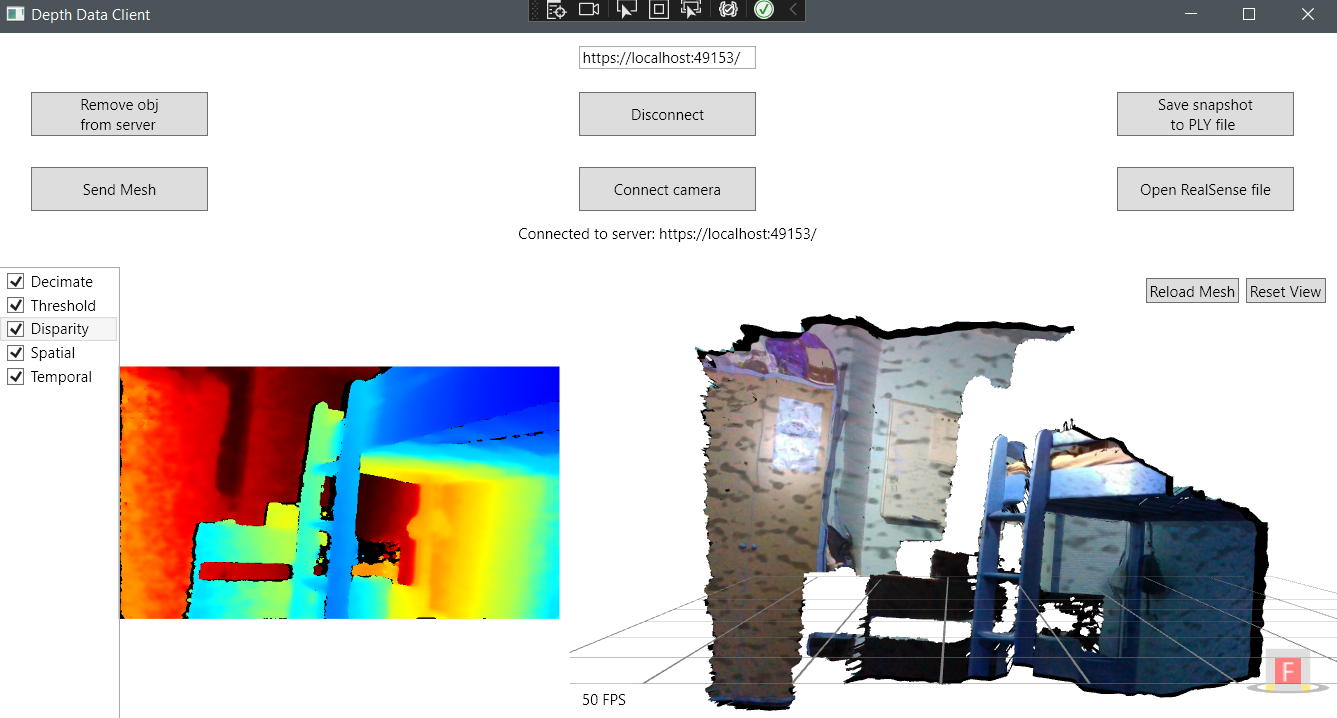 Depth Data Client
https://localhost:49153/
Remove obj
from server
Disconnect
Save snapshot
to PLY file
Send Mesh
Connect camera
Open RealSense file
Connected to server: https://localhost:49153/
Decimate
Threshold
Disparity
Spatial
Temporal
Reload Mesh
Reset View
50 FPS
F